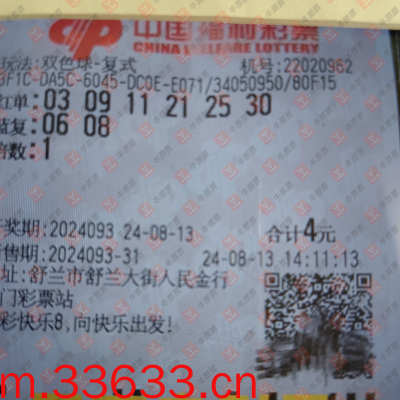 中国福利彩票
CHINA WELFARE LOTTERY
玩法:双色球-复式 机号:22020962
3F1C-DA5C-6045-DC0E-E071/34050950/80F15
红单:03 09 11 21 25 30
蓝复:06 08
倍数:1
开奖期:2024093 24-08-13 合计4元
销售期:2024093-31 24-08-13 14:11:13
地址:舒兰市舒兰大街人民金行
门彩票站
彩快乐8,向快乐出发!
m.33633.cn